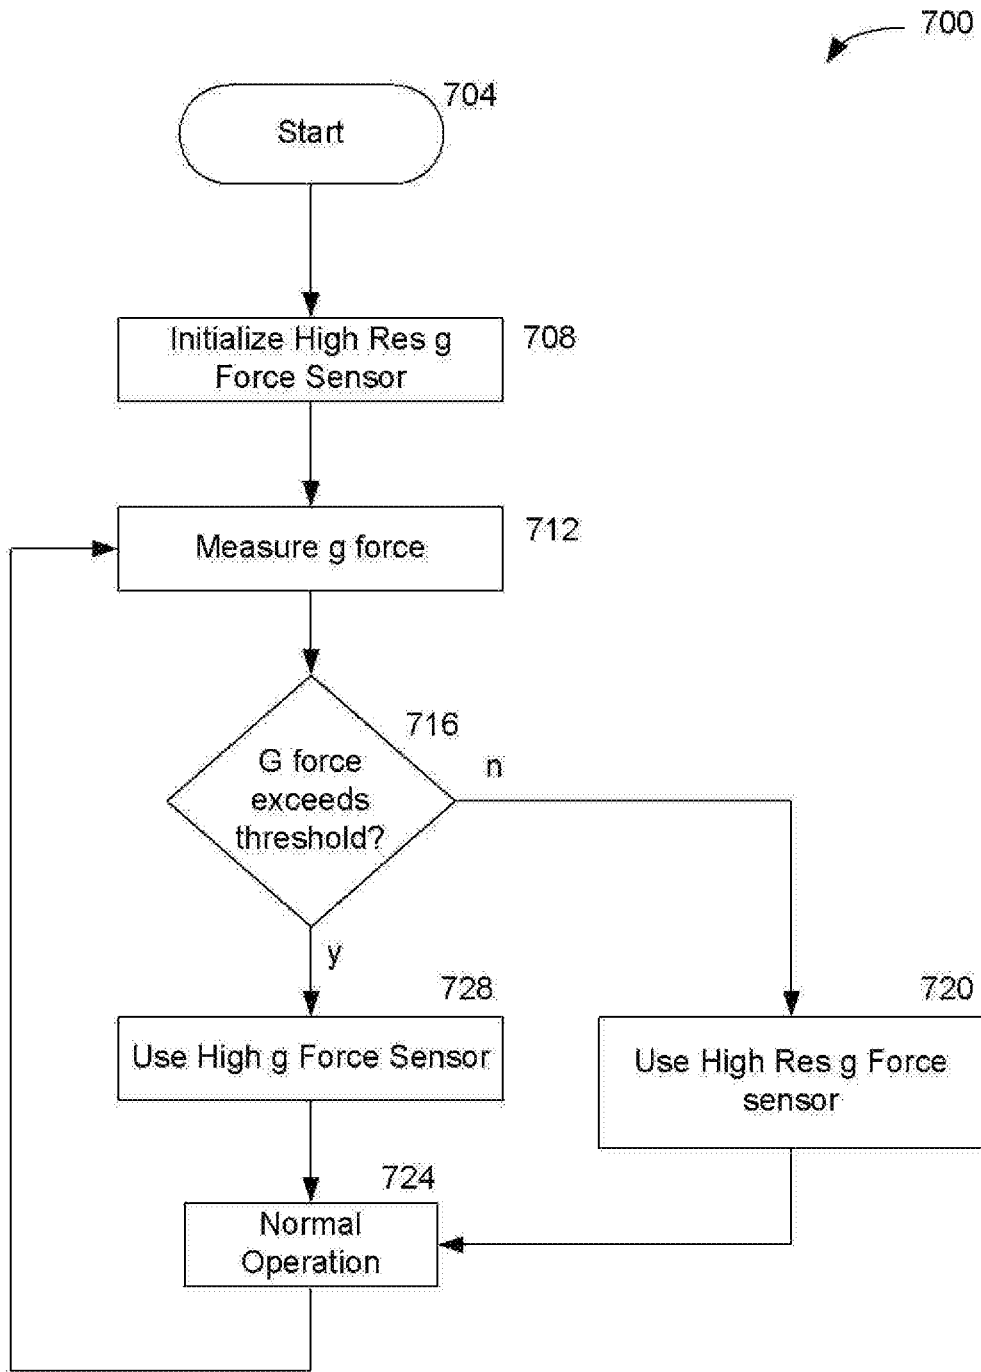 700
704
Start
Initialize High Res g
Force Sensor
708
Measure g force
712
716
G force
exceeds
threshold?
n
y
728
Use High g Force Sensor
720
Use High Res g Force
sensor
724
Normal
Operation